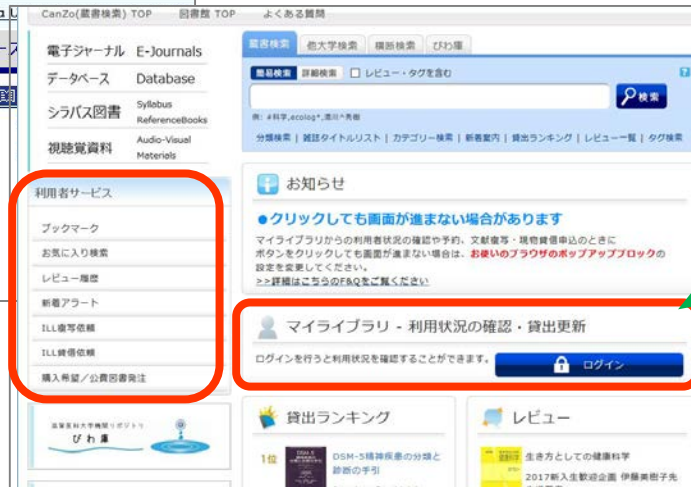 CanZo(蔵書検索) TOP 図書館 TOP よくある質問
電子ジャーナル E-Journals
データベース Database
シラバス図書 Syllabus ReferenceBooks
視聴覚資料 Audio-Visual Materials
利用者サービス
ブックマーク
お気に入り検索
レビュー履歴
新着アラート
ILL複写依頼
ILL貸借依頼
購入希望/公費図書発注
びわ庫
蔵書検索 他大学検索 横断検索 びわ庫
簡易検索 詳細検索 レビュー・タグを含む
検索
例: #科学,ecolog*,湯川^秀樹
分類検索 | 雑誌タイトルリスト | カテゴリー検索 | 新着案内 | 貸出ランキング | レビュー一覧 | タグ検索
お知らせ
●クリックしても画面が進まない場合があります
マイライブラリからの利用者状況の確認や予約、文献複写・現物貸借申込のときに
ボタンをクリックしても画面が進まない場合は、お使いのブラウザのポップアップブロックの
設定を変更してください。
>>詳細はこちらのF&Qをご覧ください
マイライブラリ - 利用状況の確認・貸出更新
ログインを行うと利用状況を確認することができます。 ログイン
貸出ランキング
1位 DSM-5精神疾患の分類と
診断の手引
レビュー
生き方としての健康科学
2017新入生歓迎企画 伊藤美樹子先